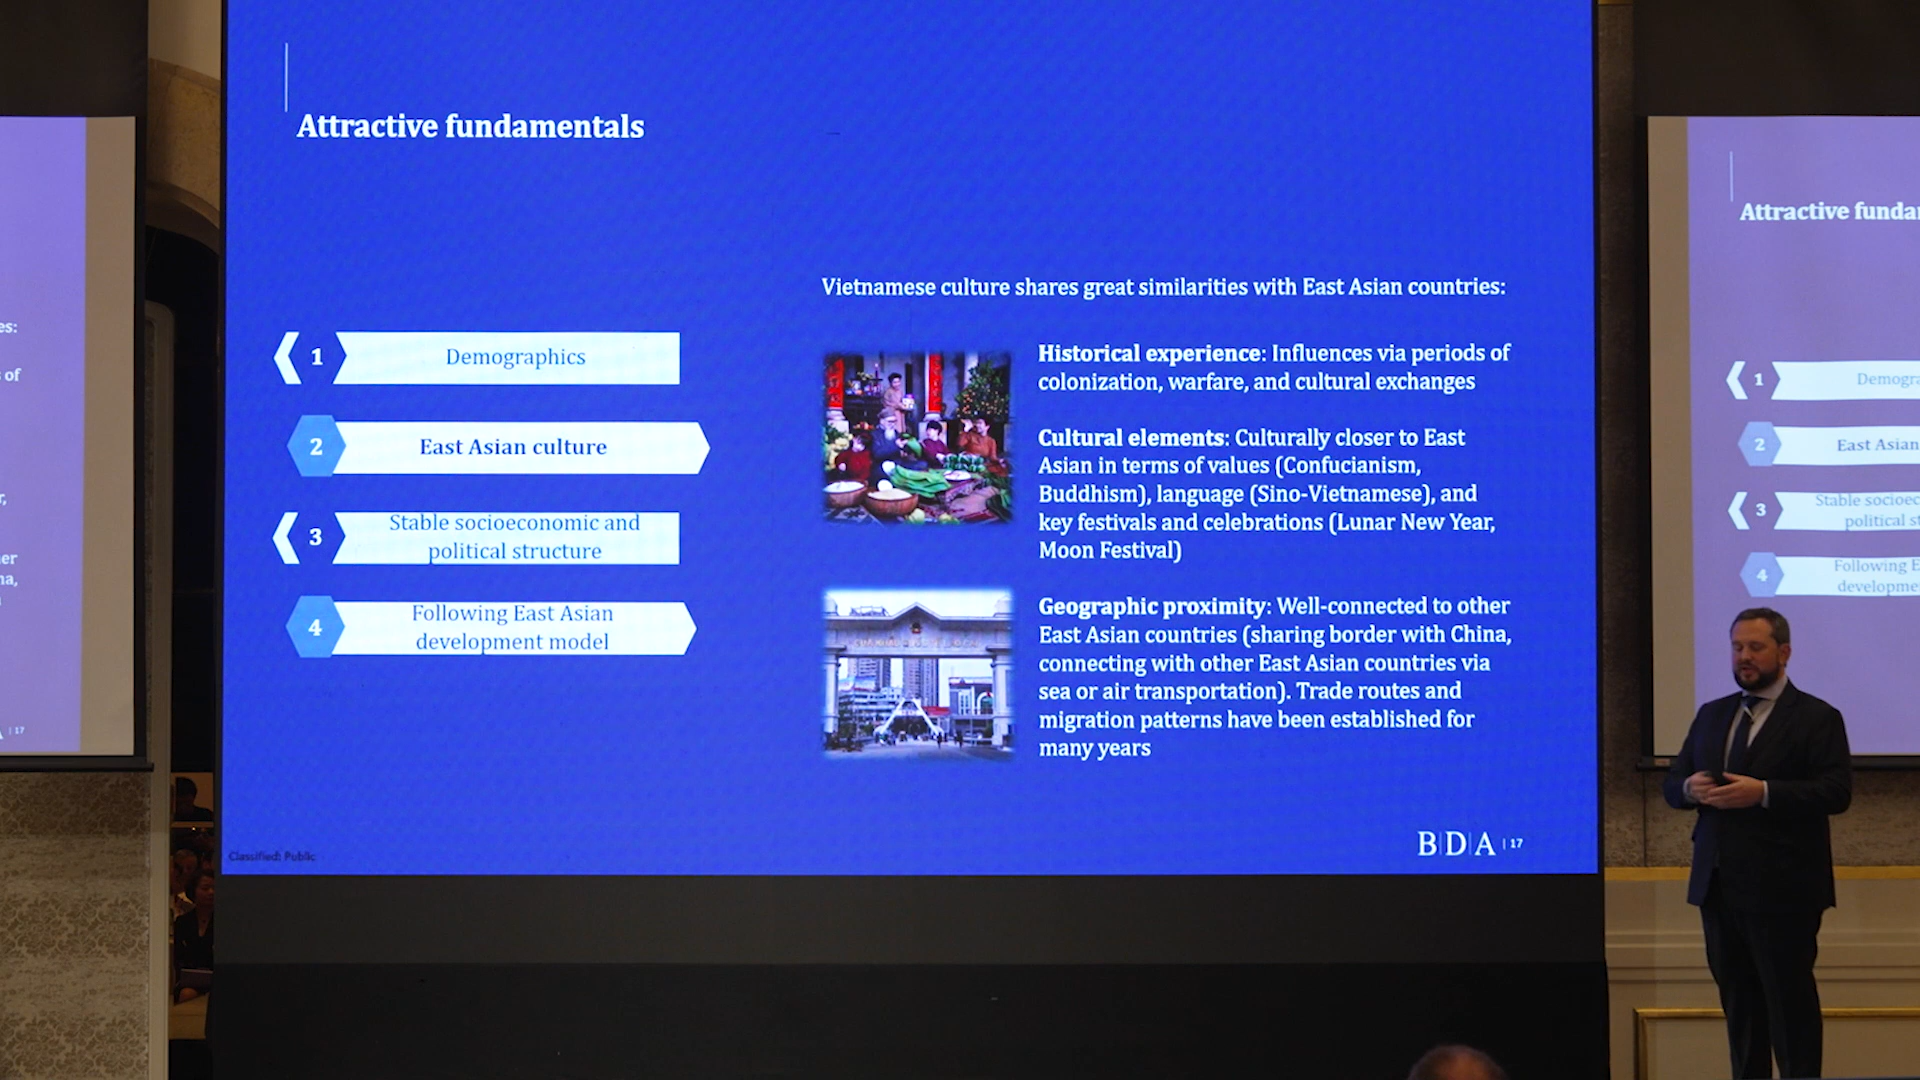 Attractive fundamentals
Vietnamese culture shares great similarities with East Asian countries:
1
Demographics
2
East Asian culture
3
Stable socioeconomic and
political structure
4
Following East Asian
development model
Historical experience: Influences via periods of
colonization, warfare, and cultural exchanges
Cultural elements: Culturally closer to East
Asian in terms of values (Confucianism,
Buddhism), language (Sino-Vietnamese), and
key festivals and celebrations (Lunar New Year,
Moon Festival)
Geographic proximity: Well-connected to other
East Asian countries (sharing border with China,
connecting with other East Asian countries via
sea or air transportation). Trade routes and
migration patterns have been established for
many years
Classified: Public
B|D|A | 17
of
| 17
Attractive
1
2
East Asian
3
Stable
political
4
Following